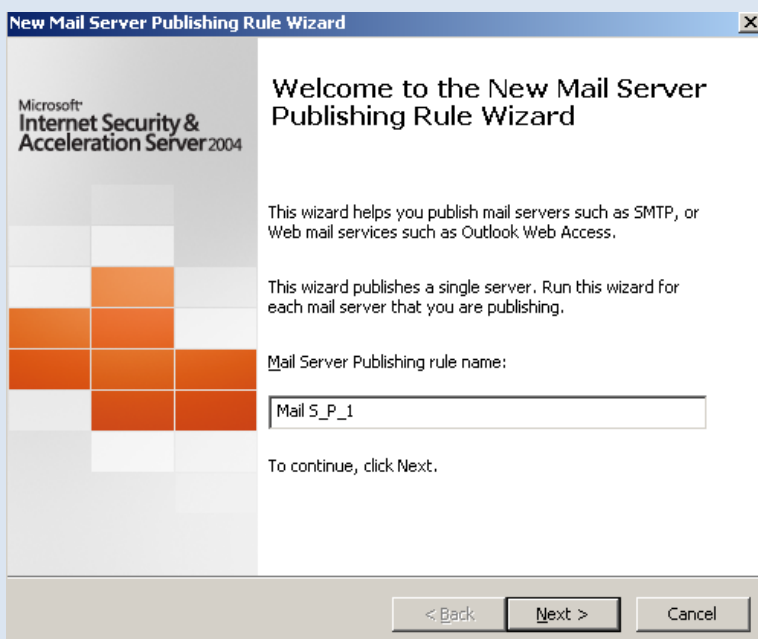 New Mail Server Publishing Rule Wizard
Microsoft
Internet Security &
Acceleration Server 2004
Welcome to the New Mail Server
Publishing Rule Wizard
This wizard helps you publish mail servers such as SMTP, or
Web mail services such as Outlook Web Access.
This wizard publishes a single server. Run this wizard for
each mail server that you are publishing.
Mail Server Publishing rule name:
Mail S_P_1
To continue, click Next.
< Back
Next >
Cancel